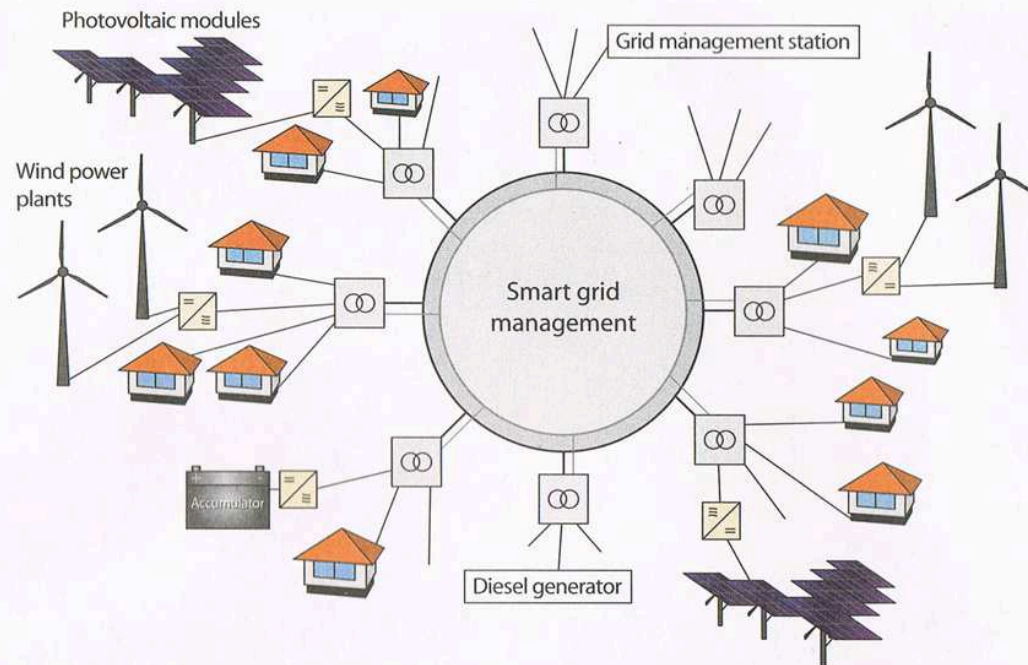 Photovoltaic modules
Grid management station
Wind power
plants
Smart grid
management
Accumulator
Diesel generator